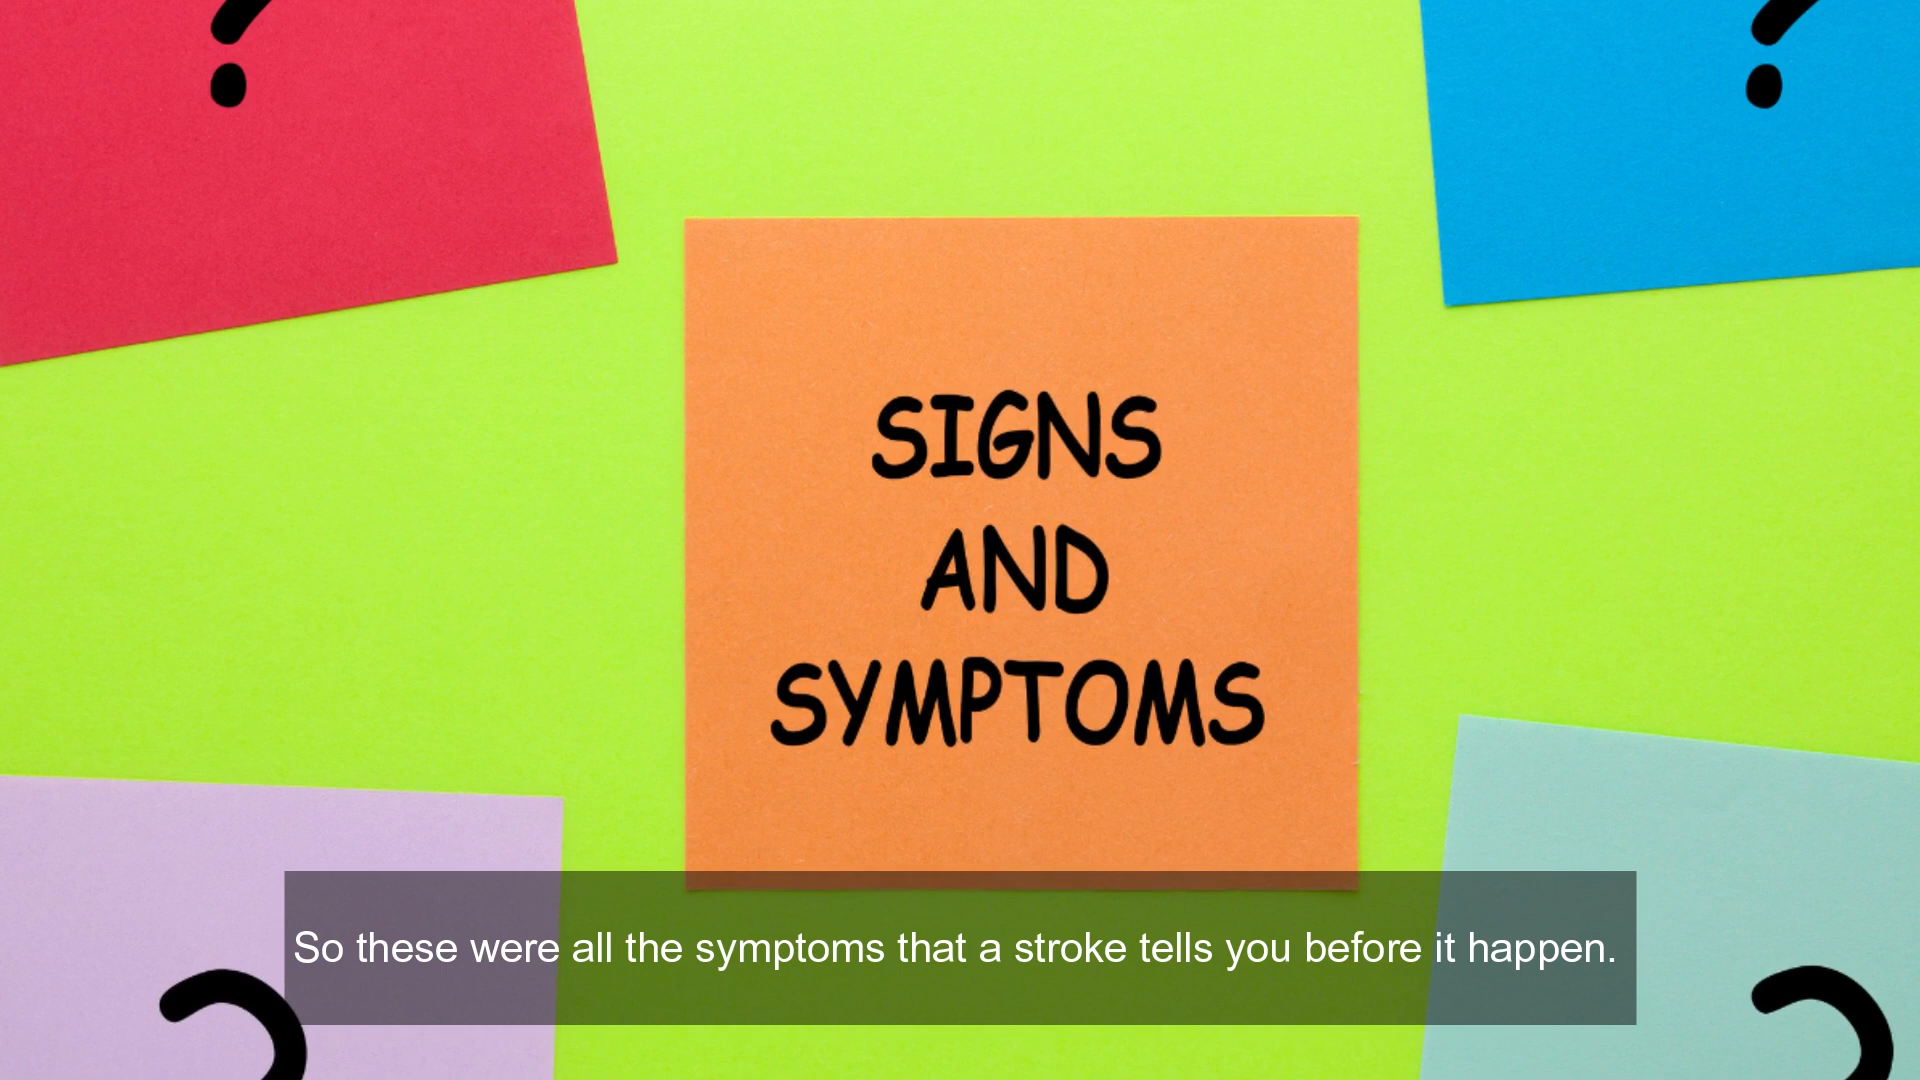 ?
?
SIGNS
AND
SYMPTOMS
So these were all the symptoms that a stroke tells you before it happen.
?
?